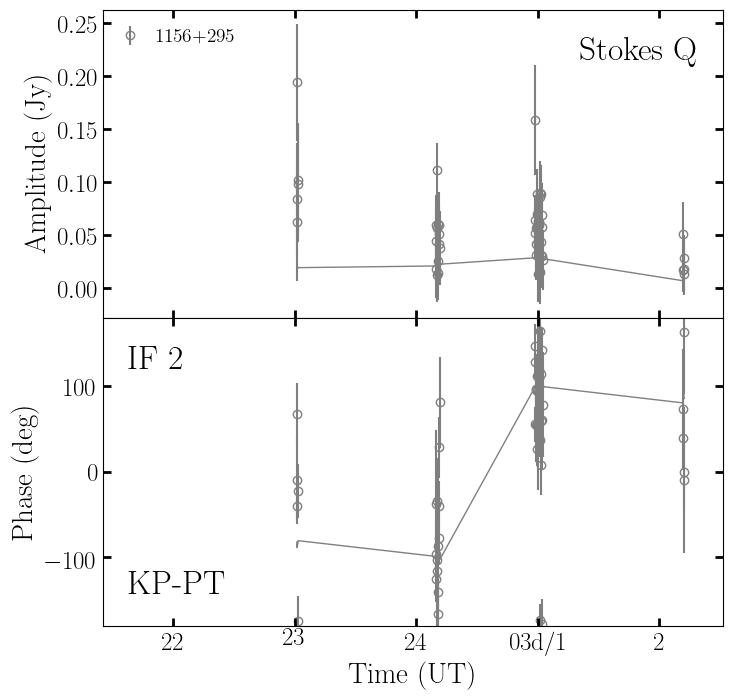 0.25
0.20
0.15
0.10
0.05
0.00
Amplitude (Jy)
1156+295
Stokes Q
IF 2
100
0
−100
Phase (deg)
KP-PT
22 23 24 03d/1 2
Time (UT)